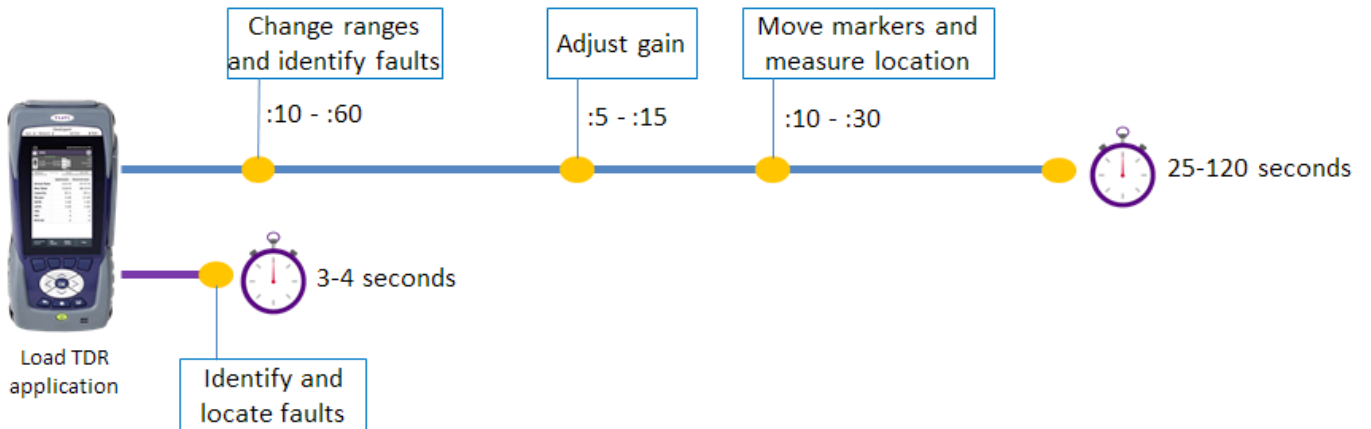 Change ranges
and identify faults
:10 - :60
Adjust gain
:5 - :15
Move markers and
measure location
:10 - :30
25-120 seconds
3-4 seconds
Load TDR
application
Identify and
locate faults